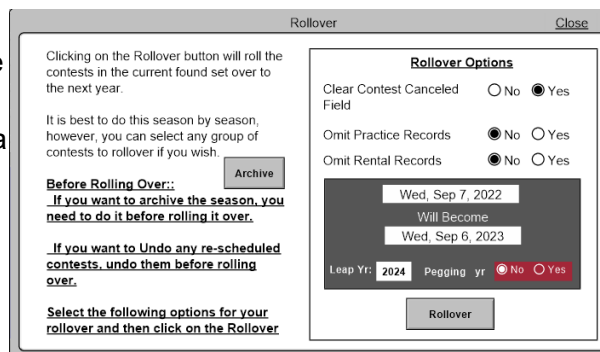 Rollover
Close
e
a
Clicking on the Rollover button will roll the
contests in the current found set over to
the next year.
It is best to do this season by season,
however, you can select any group of
contests to rollover if you wish.
Archive
Before Rolling Over::
If you want to archive the season, you
need to do it before rolling it over.
If you want to Undo any re-scheduled
contests, undo them before rolling
over.
Select the following options for your
rollover and then click on the Rollover
Rollover Options
Clear Contest Canceled No Yes
Field
Omit Practice Records No Yes
Omit Rental Records No Yes
Wed, Sep 7, 2022
Will Become
Wed, Sep 6, 2023
Leap Yr: 2024 Pegging yr No Yes
Rollover